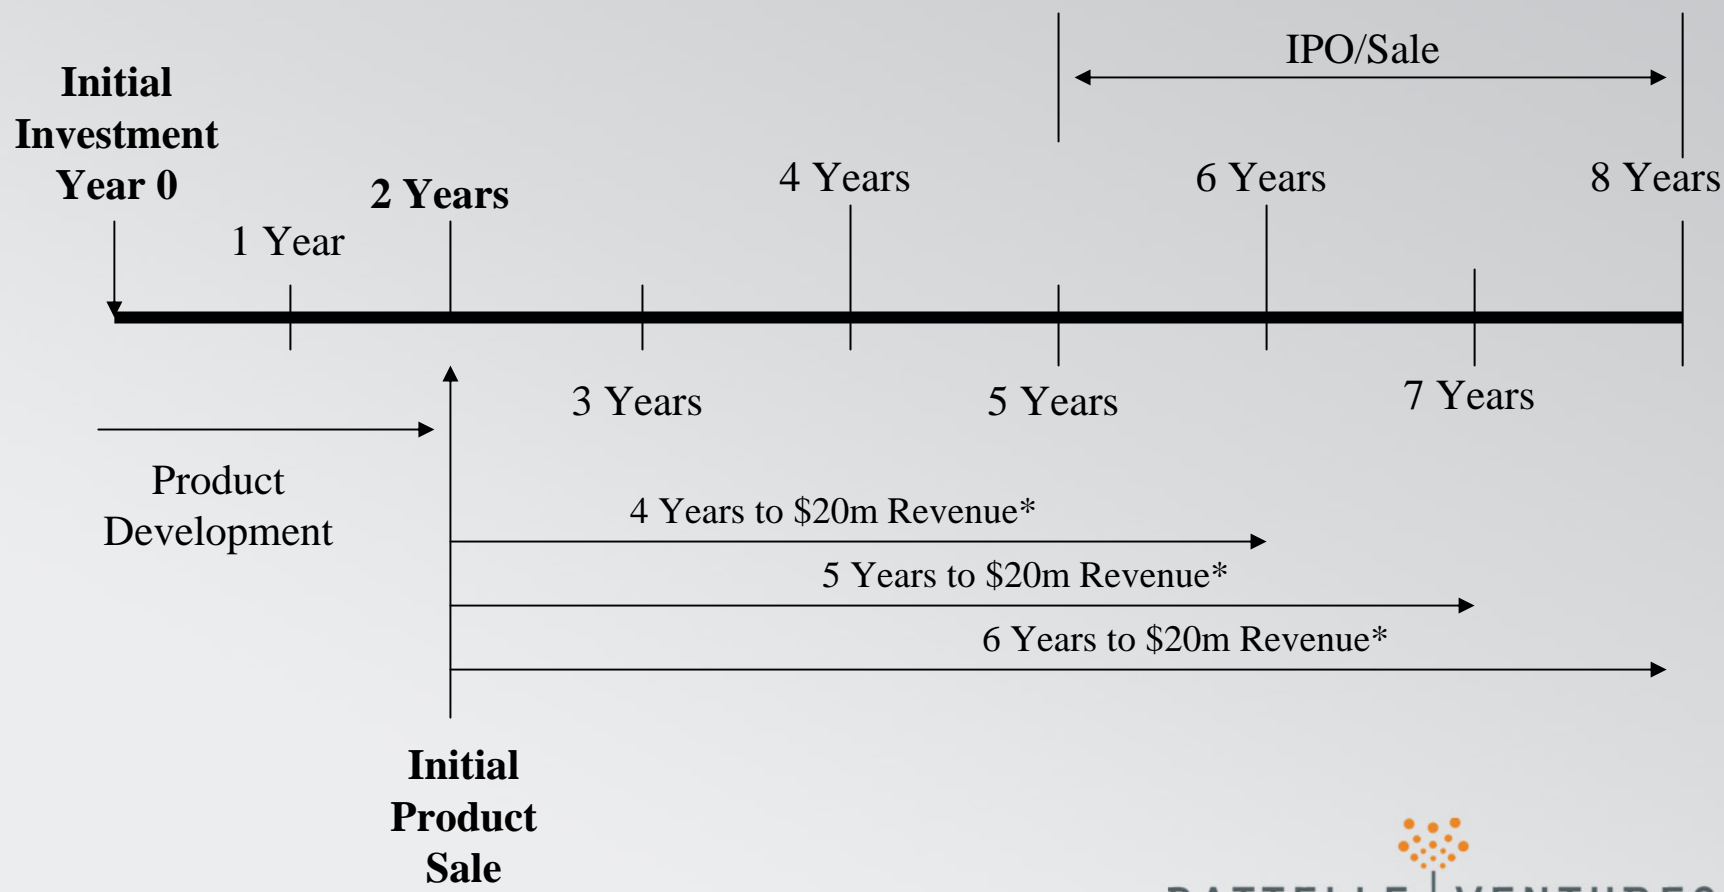 IPO/Sale
Initial
Investment
Year 0
2 Years
4 Years
6 Years
8 Years
1 Year
3 Years
5 Years
7 Years
Product
Development
4 Years to $20m Revenue*
5 Years to $20m Revenue*
6 Years to $20m Revenue*
Initial
Product
Sale
BATTELLE VENTURES